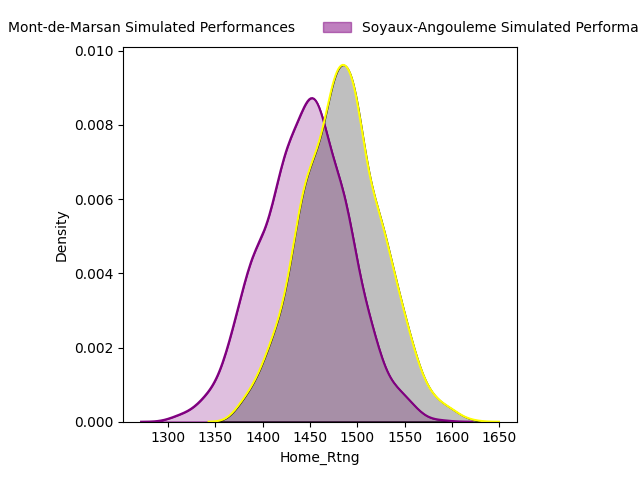 Mont-de-Marsan Simulated Performances Soyaux-Angouleme Simulated Performa
0.010
0.008
0.006
0.004
0.002
0.000
Density
1300 1350 1400 1450 1500 1550 1600 1650
Home_Rtng